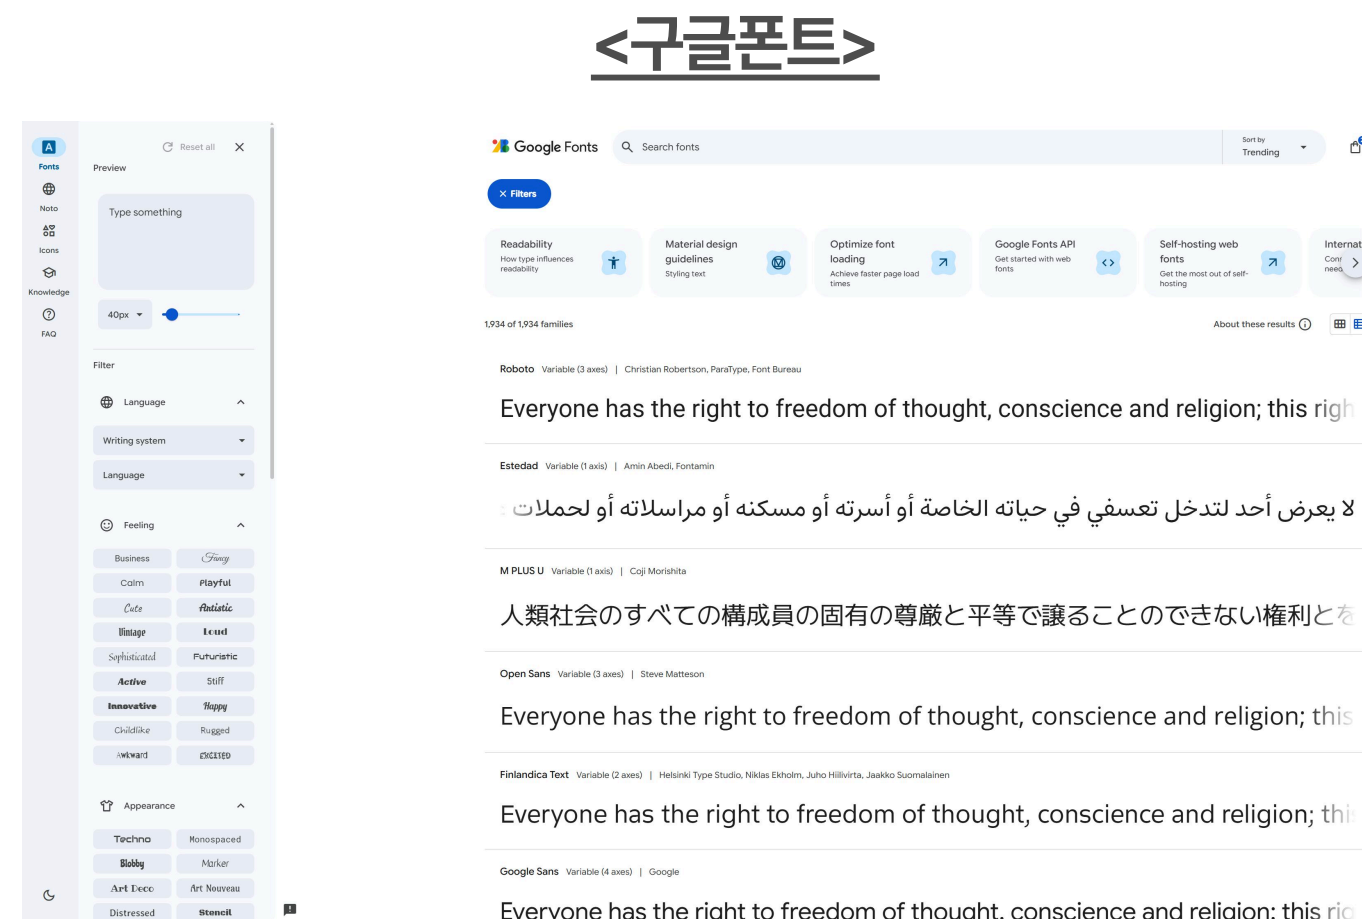 <구글폰트>
Fonts
Noto
Icons
Knowledge
FAQ
Reset all
Preview
Type something
40px
Filter
Language
Writing system
Language
Feeling
Business
Fancy
Calm
Playful
Cute
Artistic
Vintage
Loud
Sophisticated
Futuristic
Active
Stiff
Innovative
Happy
Childlike
Rugged
Awkward
EXCITED
Appearance
Techno
Monospaced
Blobby
Marker
Art Deco
Art Nouveau
Distressed
Stencil
Google Fonts
Search fonts
Sort by
Trending
Filters
Readability
How type influences
readability
Material design
guidelines
Styling text
Optimize font
loading
Achieve faster page load
times
Google Fonts API
Get started with web
fonts
Self-hosting web
fonts
Get the most out of self-
hosting
Internat
1,934 of 1,934 families
About these results
Roboto Variable (3 axes) | Christian Robertson, ParaType, Font Bureau
Everyone has the right to freedom of thought, conscience and religion; this righ
Estedad Variable (1 axis) | Amin Abedi, Fontamin
لا يعرض أحد لتدخل تعسفي في حياته الخاصة أو أسرته أو مسكنه أو مراسلاته أو لحملات
M PLUS U Variable (1 axis) | Coji Morishita
人類社会のすべての構成員の固有の尊厳と平等で譲ることのできない権利とを
Open Sans Variable (3 axes) | Steve Matteson
Everyone has the right to freedom of thought, conscience and religion; this
Finlandica Text Variable (2 axes) | Helsinki Type Studio, Niklas Ekholm, Juho Hiilivirta, Jaakko Suomalainen
Everyone has the right to freedom of thought, conscience and religion; this
Google Sans Variable (4 axes) | Google
Everyone has the right to freedom of thought, conscience and religion; this rig